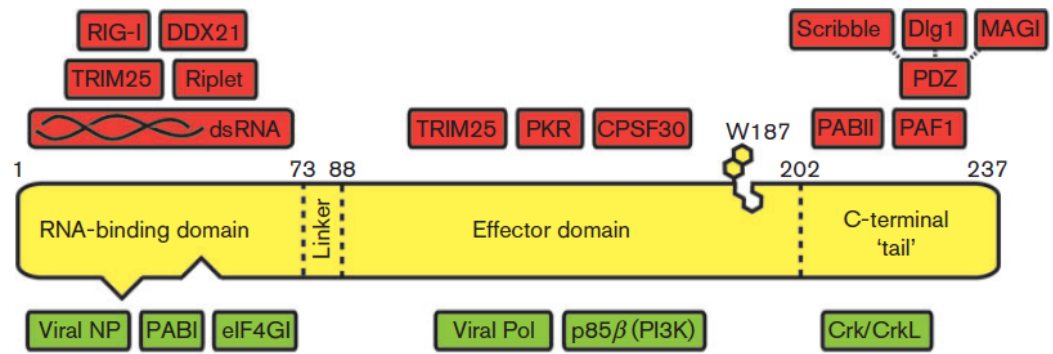 RIG-I DDX21 Scribble Dlg1 MAGI
TRIM25 Riplet PDZ
dsRNA TRIM25 PKR CPSF30 W187 PABII PAF1
1 73 88 202 237
RNA-binding domain Linker Effector domain C-terminal
'tail'
Viral NP PABI eIF4GI Viral Pol p85β (PI3K) Crk/CrkL